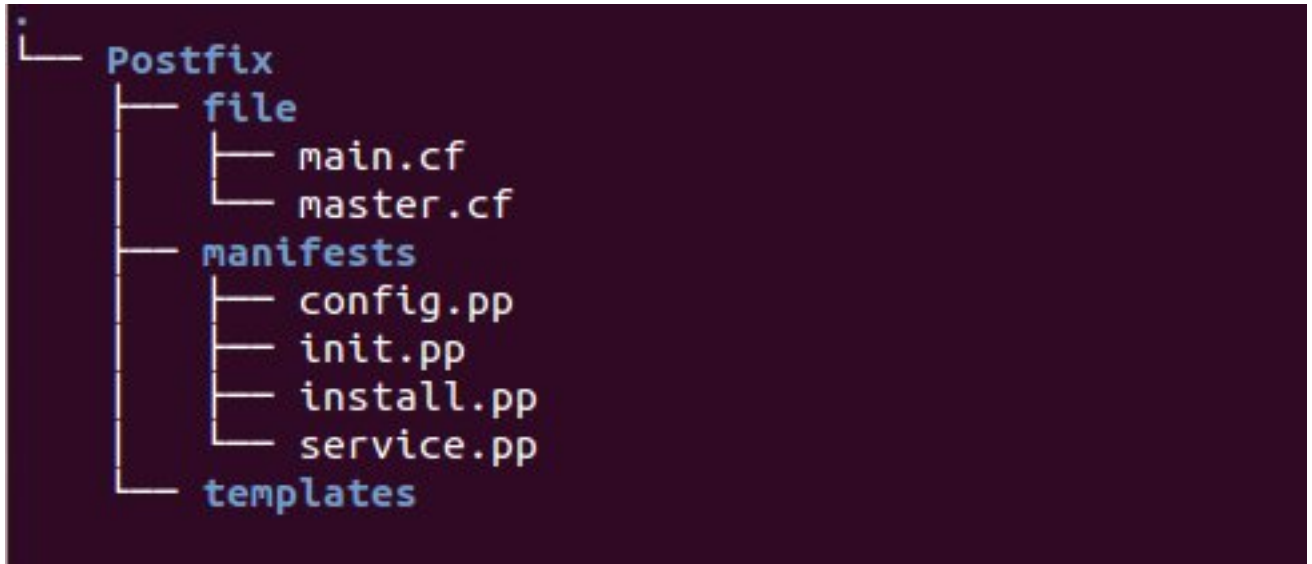 .
└── Postfix
    ├── file
    │   ├── main.cf
    │   └── master.cf
    ├── manifests
    │   ├── config.pp
    │   ├── init.pp
    │   ├── install.pp
    │   └── service.pp
    └── templates